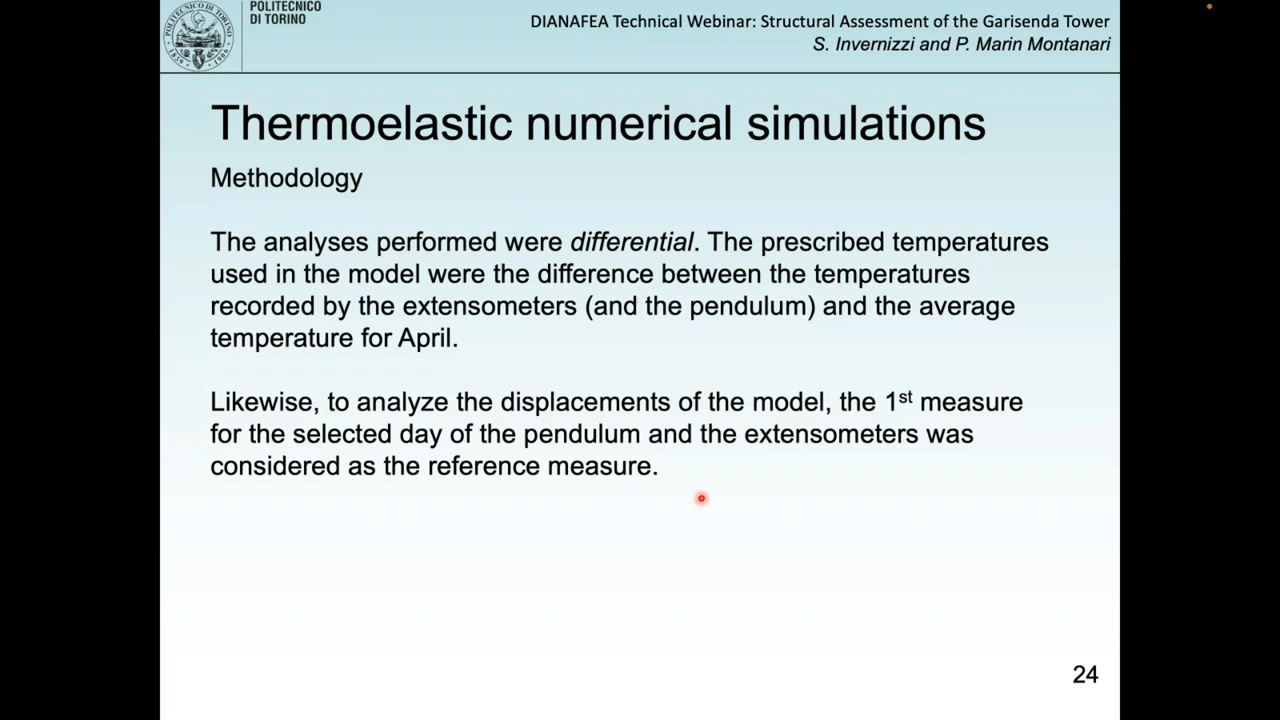 POLITECNICO
DI TORINO
DIANAFEA Technical Webinar: Structural Assessment of the Garisenda Tower
S. Invernizzi and P. Marin Montanari
Thermoelastic numerical simulations
Methodology
The analyses performed were differential. The prescribed temperatures
used in the model were the difference between the temperatures
recorded by the extensometers (and the pendulum) and the average
temperature for April.
Likewise, to analyze the displacements of the model, the 1st measure
for the selected day of the pendulum and the extensometers was
considered as the reference measure.
24